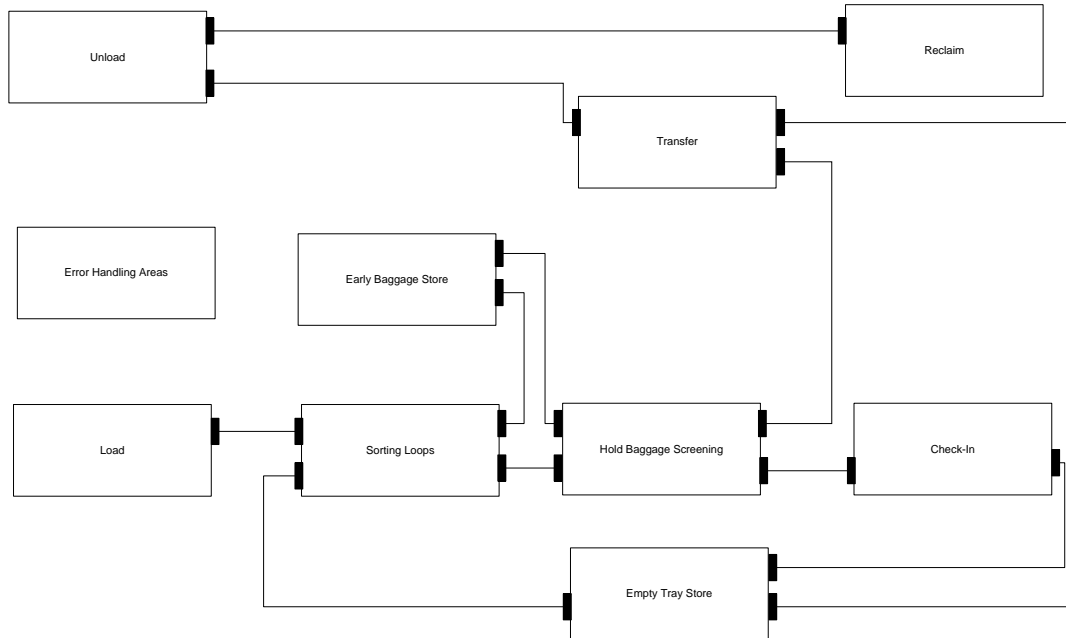 Unload
Reclaim
Transfer
Error Handling Areas
Early Baggage Store
Load
Sorting Loops
Hold Baggage Screening
Check-In
Empty Tray Store